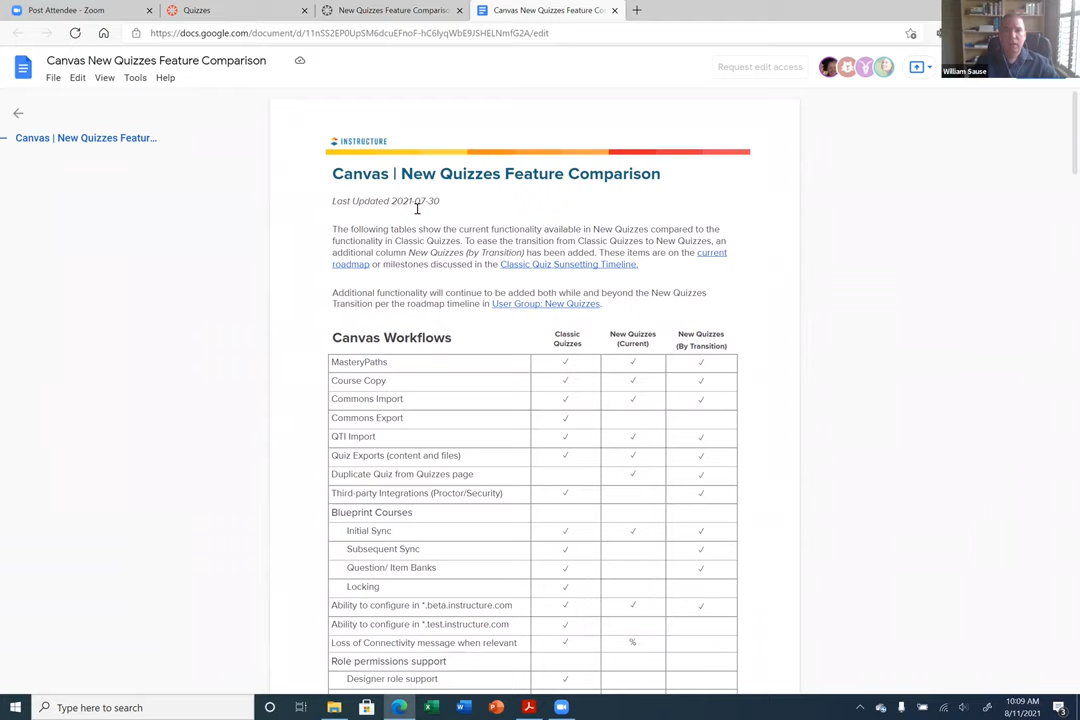 Post Attendee - Zoom
Quizzes
New Quizzes Feature Comparis
Canvas New Quizzes Feature Co
https://docs.google.com/document/d/11nSS2EP0UpSM6dcuEFnoF-hC6lyqWbE9JSHELNmfG2A/edit
William Sause
Canvas New Quizzes Feature Comparison
File Edit View Tools Help
Request edit access
Canvas | New Quizzes Featur...
INSTRUCTURE
Canvas | New Quizzes Feature Comparison
Last Updated 2021-07-30
The following tables show the current functionality available in New Quizzes compared to the
functionality in Classic Quizzes. To ease the transition from Classic Quizzes to New Quizzes, an
additional column New Quizzes (by Transition) has been added. These items are on the current
roadmap or milestones discussed in the Classic Quiz Sunsetting Timeline.
Additional functionality will continue to be added both while and beyond the New Quizzes
Transition per the roadmap timeline in User Group: New Quizzes.
Canvas Workflows Classic Quizzes New Quizzes (Current) New Quizzes (By Transition)
MasteryPaths ✓ ✓ ✓
Course Copy ✓ ✓ ✓
Commons Import ✓ ✓ ✓
Commons Export ✓
QTI Import ✓ ✓ ✓
Quiz Exports (content and files) ✓ ✓ ✓
Duplicate Quiz from Quizzes page ✓ ✓
Third-party Integrations (Proctor/Security) ✓ ✓
Blueprint Courses
Initial Sync ✓ ✓ ✓
Subsequent Sync ✓ ✓
Question/ Item Banks ✓ ✓
Locking ✓
Ability to configure in *.beta.instructure.com ✓ ✓ ✓
Ability to configure in *.test.instructure.com ✓
Loss of Connectivity message when relevant ✓ %
Role permissions support
Designer role support ✓
Type here to search
10:09 AM
8/11/2021
3